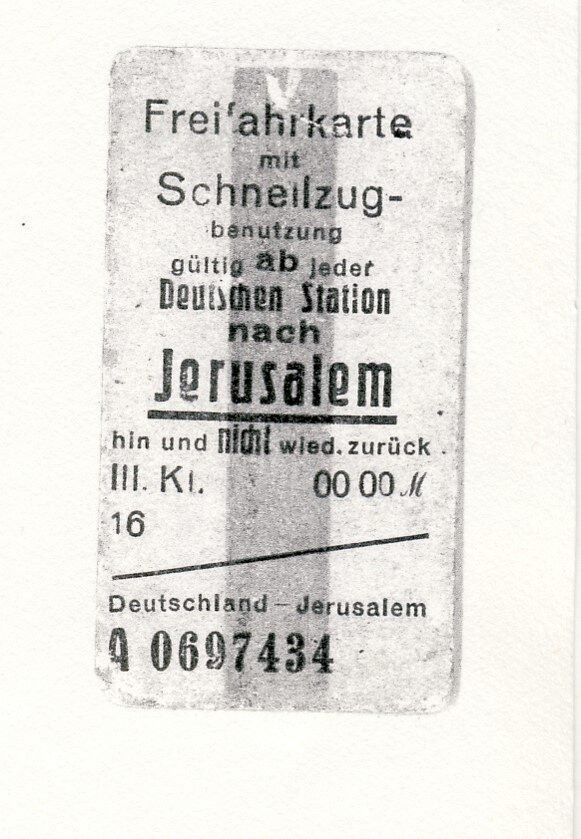 Freifahrkarte
mit
Schnellzug-
benutzung
gültig ab jeder
Deutschen Station
nach
Jerusalem
hin und nicht wied. zurück
III. Kl. 00 00 M
16
Deutschland – Jerusalem
A 0697434